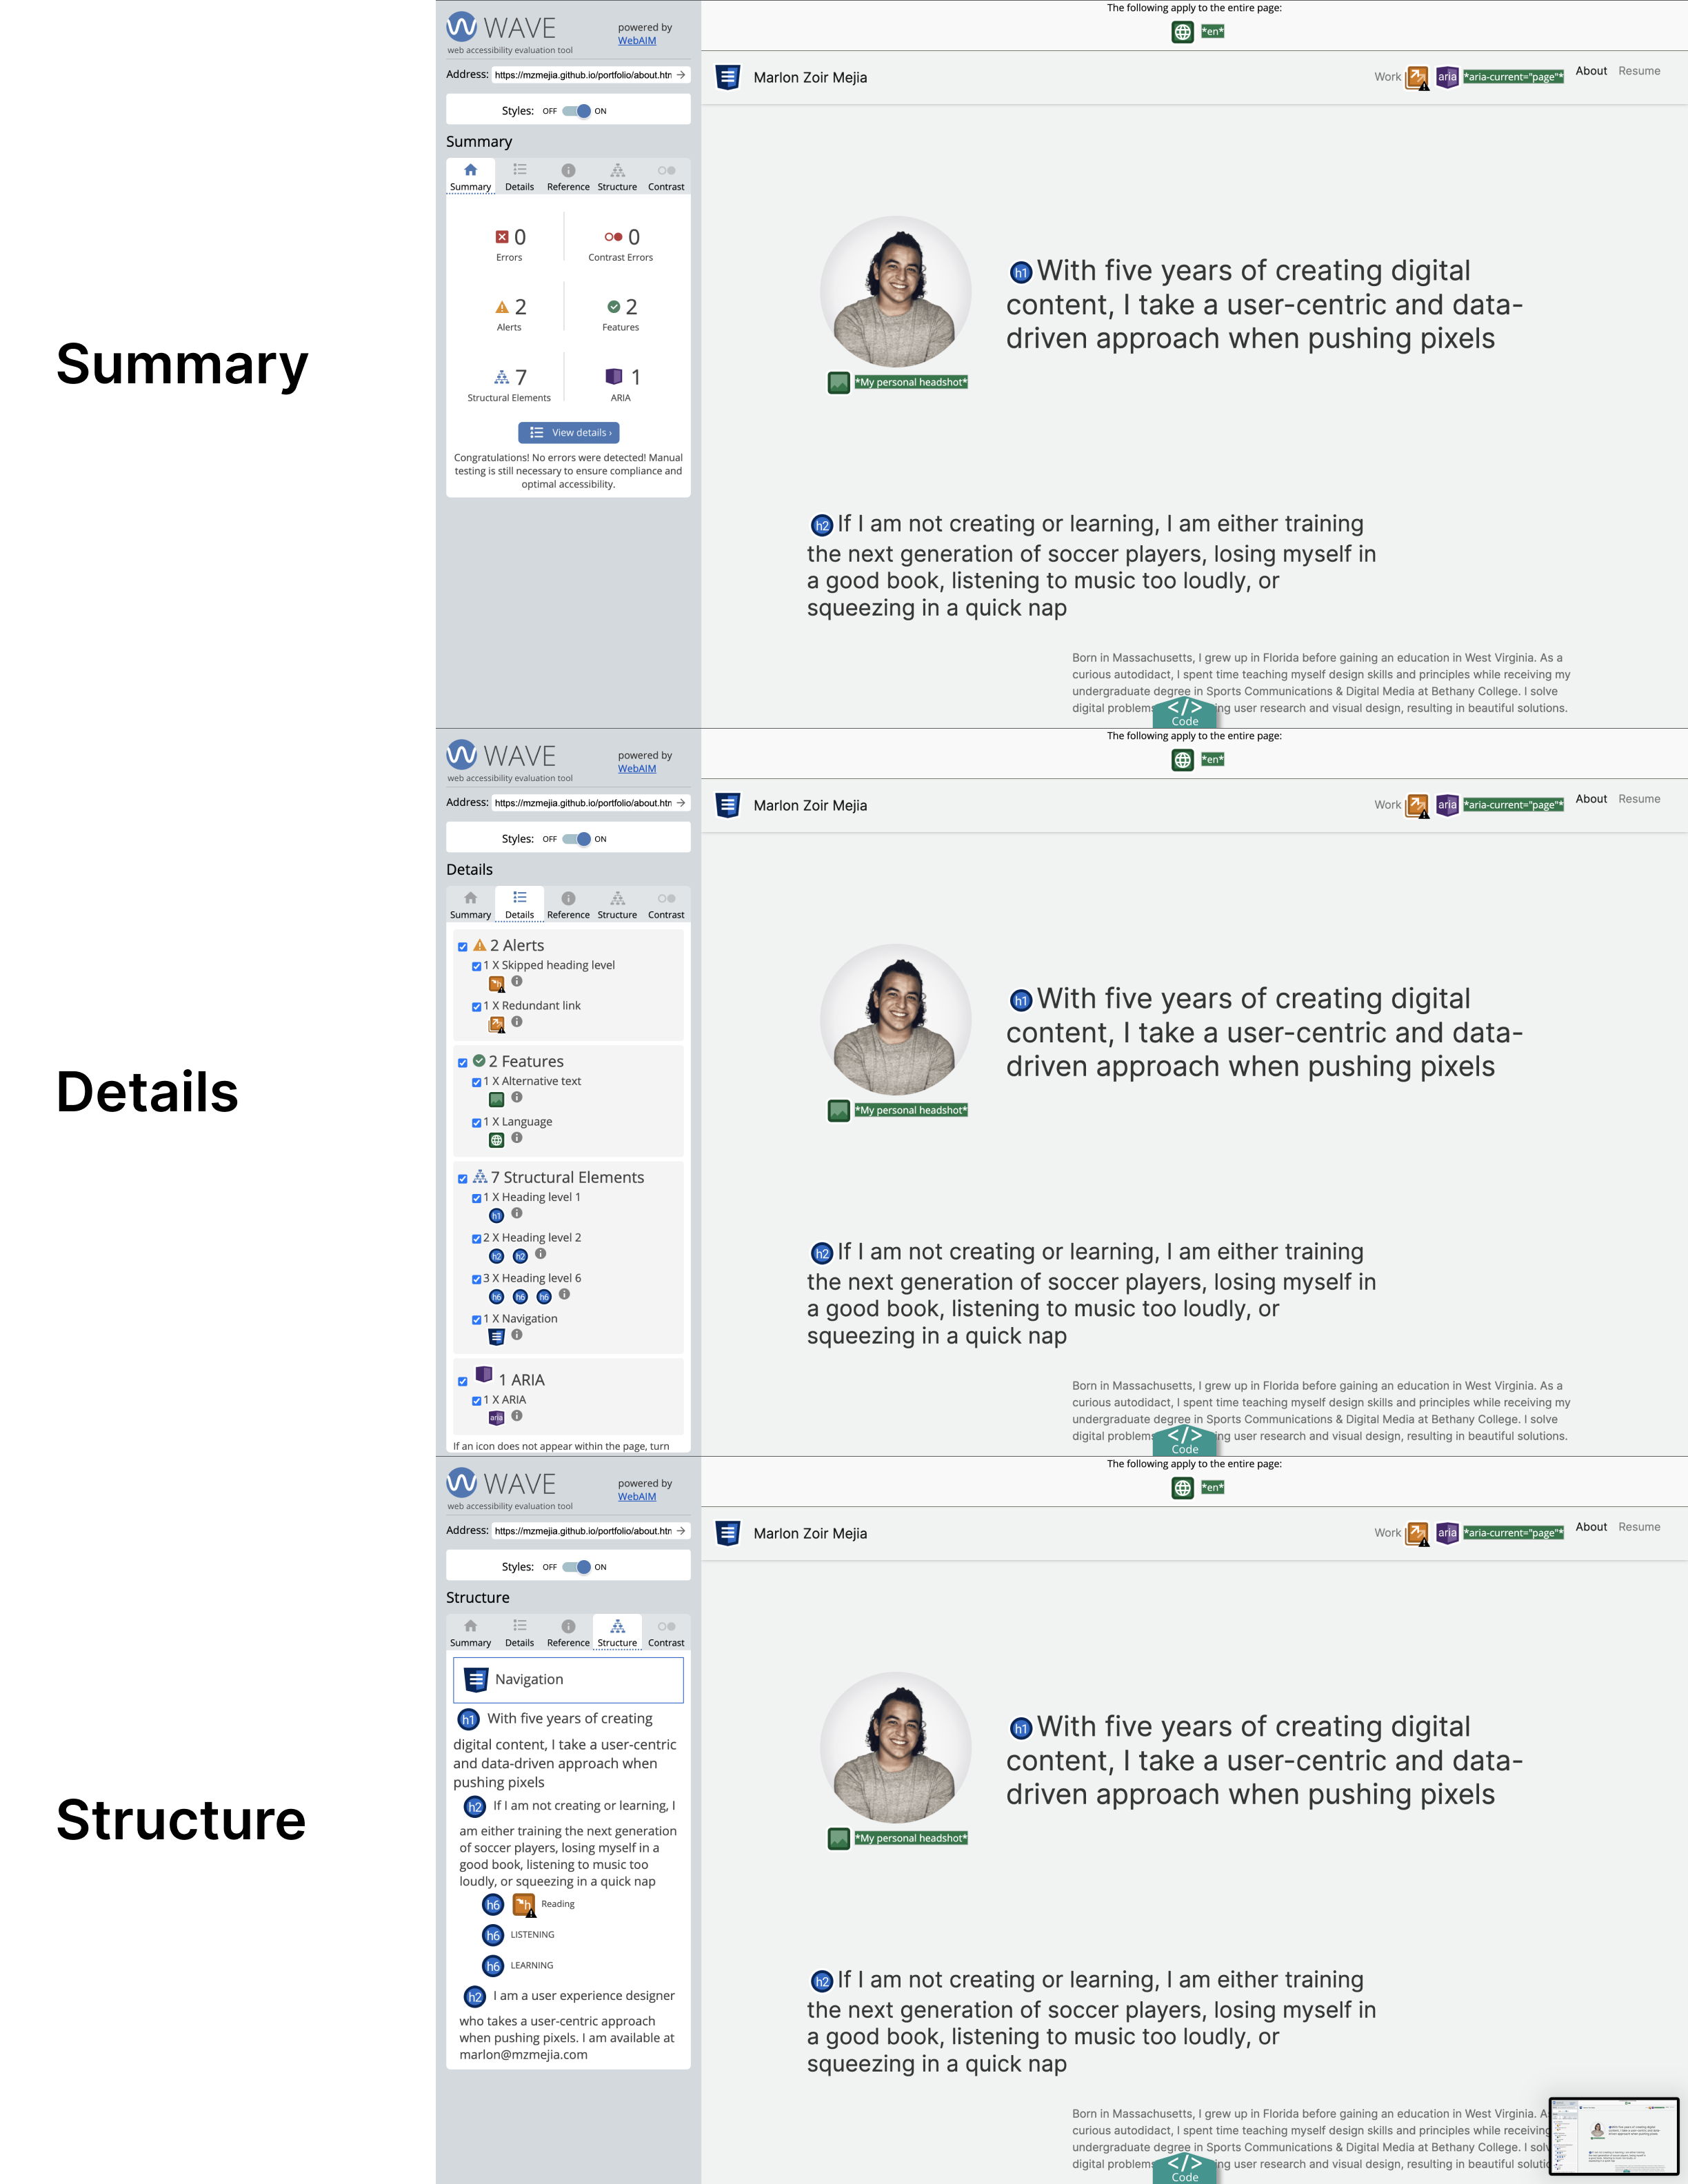 Summary
WAVE
web accessibility evaluation tool
powered by
WebAIM
Address: https://mzmejia.github.io/portfolio/about.htn
Styles: OFF ON
Summary
Summary Details Reference Structure Contrast
0 0
Errors Contrast Errors
2 2
Alerts Features
7 1
Structural Elements ARIA
View details ›
Congratulations! No errors were detected! Manual
testing is still necessary to ensure compliance and
optimal accessibility.
The following apply to the entire page:
*en*
Marlon Zoir Mejia
Work aria *aria-current="page"* About Resume
h1 With five years of creating digital
content, I take a user-centric and data-
driven approach when pushing pixels
*My personal headshot*
h2 If I am not creating or learning, I am either training
the next generation of soccer players, losing myself in
a good book, listening to music too loudly, or
squeezing in a quick nap
Born in Massachusetts, I grew up in Florida before gaining an education in West Virginia. As a
curious autodidact, I spent time teaching myself design skills and principles while receiving my
undergraduate degree in Sports Communications & Digital Media at Bethany College. I solve
digital problems ng user research and visual design, resulting in beautiful solutions.
</>
Code
Details
WAVE
web accessibility evaluation tool
powered by
WebAIM
Address: https://mzmejia.github.io/portfolio/about.htn
Styles: OFF ON
Details
Summary Details Reference Structure Contrast
2 Alerts
1 X Skipped heading level
h
1 X Redundant link
2 Features
1 X Alternative text
1 X Language
7 Structural Elements
1 X Heading level 1
h1
2 X Heading level 2
h2 h2
3 X Heading level 6
h6 h6 h6
1 X Navigation
1 ARIA
1 X ARIA
aria
If an icon does not appear within the page, turn
The following apply to the entire page:
*en*
Marlon Zoir Mejia
Work aria *aria-current="page"* About Resume
h1 With five years of creating digital
content, I take a user-centric and data-
driven approach when pushing pixels
*My personal headshot*
h2 If I am not creating or learning, I am either training
the next generation of soccer players, losing myself in
a good book, listening to music too loudly, or
squeezing in a quick nap
Born in Massachusetts, I grew up in Florida before gaining an education in West Virginia. As a
curious autodidact, I spent time teaching myself design skills and principles while receiving my
undergraduate degree in Sports Communications & Digital Media at Bethany College. I solve
digital problems ng user research and visual design, resulting in beautiful solutions.
</>
Code
Structure
WAVE
web accessibility evaluation tool
powered by
WebAIM
Address: https://mzmejia.github.io/portfolio/about.htn
Styles: OFF ON
Structure
Summary Details Reference Structure Contrast
Navigation
h1 With five years of creating
digital content, I take a user-centric
and data-driven approach when
pushing pixels
h2 If I am not creating or learning, I
am either training the next generation
of soccer players, losing myself in a
good book, listening to music too
loudly, or squeezing in a quick nap
h6 h Reading
h6 LISTENING
h6 LEARNING
h2 I am a user experience designer
who takes a user-centric approach
when pushing pixels. I am available at
marlon@mzmejia.com
The following apply to the entire page:
*en*
Marlon Zoir Mejia
Work aria *aria-current="page"* About Resume
h1 With five years of creating digital
content, I take a user-centric and data-
driven approach when pushing pixels
*My personal headshot*
h2 If I am not creating or learning, I am either training
the next generation of soccer players, losing myself in
a good book, listening to music too loudly, or
squeezing in a quick nap
Born in Massachusetts, I grew up in Florida before gaining an education in West Virginia. A
curious autodidact, I spent time teaching myself design skills and principles while receiving
undergraduate degree in Sports Communications & Digital Media at Bethany College. I solv
digital problems ng user research and visual design, resulting in beautiful solutio
</>
Code